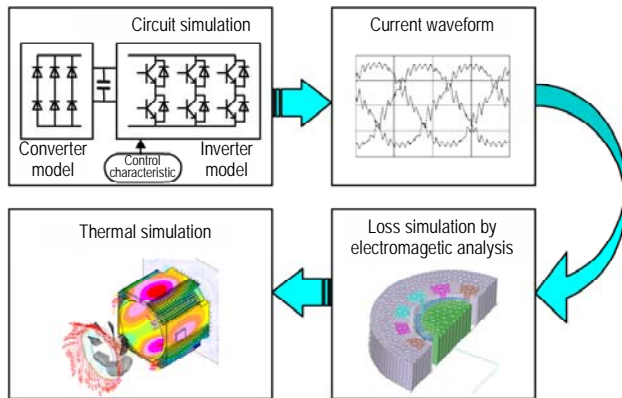 Circuit simulation
Converter
model
Control
characteristic
Inverter
model
Current waveform
Loss simulation by
electromagetic analysis
Thermal simulation